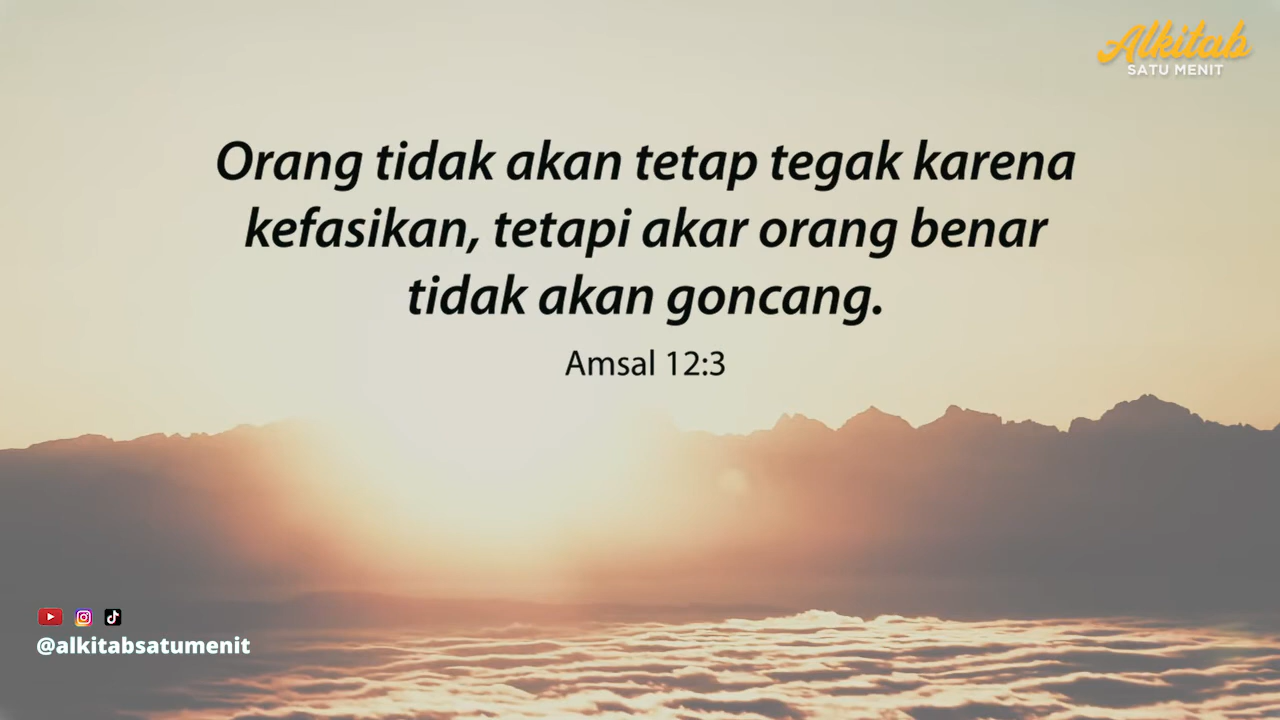 Alkitab
SATU MENIT
Orang tidak akan tetap tegak karena
kefasikan, tetapi akar orang benar
tidak akan goncang.
Amsal 12:3
@alkitabsatumenit